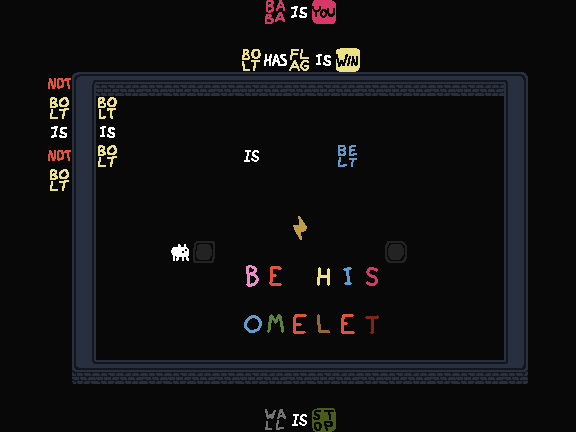 BABA IS YOU
BOLT HAS FLAG IS WIN
NOT
BOLT BOLT
IS IS
NOT BOLT IS BELT
BOLT
BE HIS
OMELET
WALL IS STOP